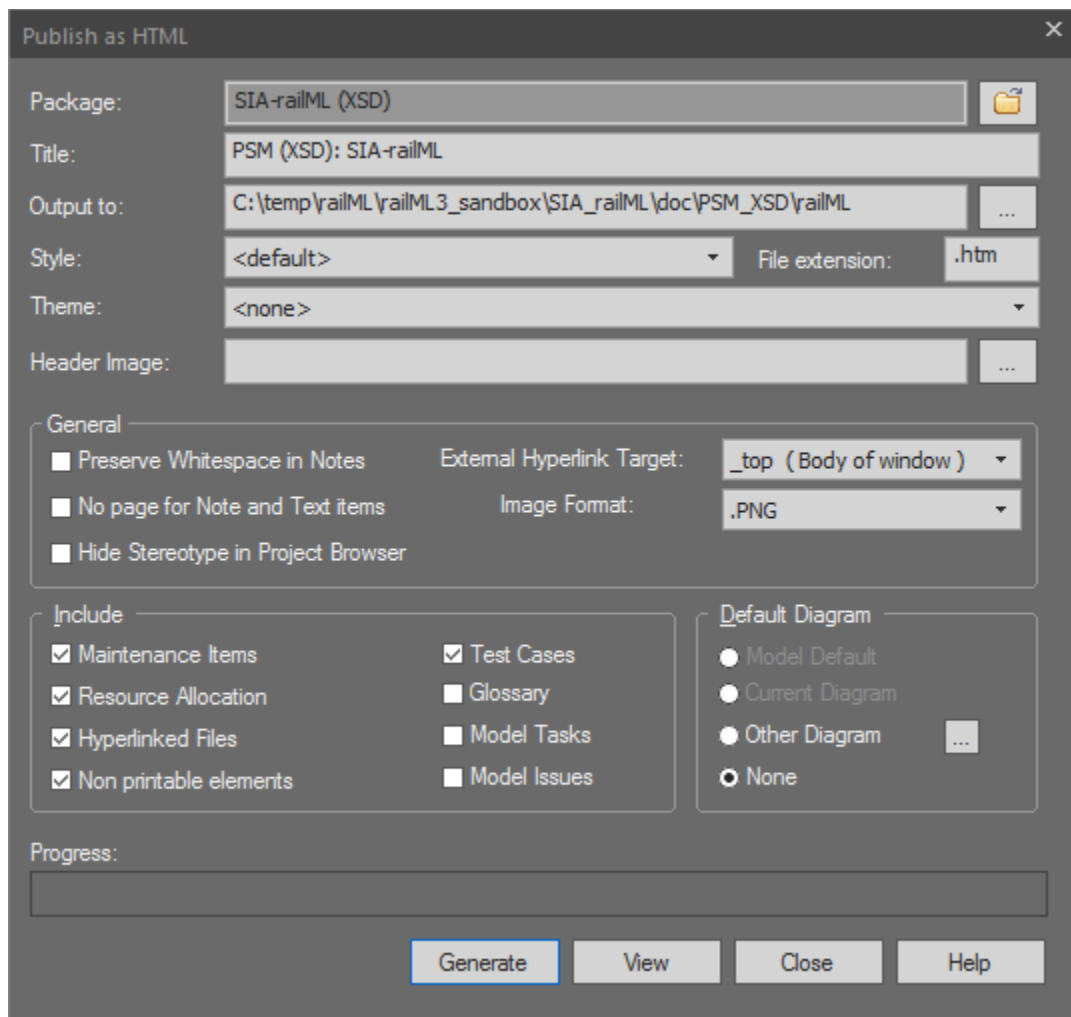 Publish as HTML
Package: SIA-railML (XSD)
Title: PSM (XSD): SIA-railML
Output to: C:\temp\railML\railML3_sandbox\SIA_railML\doc\PSM_XSD\railML ...
Style: <default> File extension: .htm
Theme: <none>
Header Image: ...
General
Preserve Whitespace in Notes External Hyperlink Target: _top ( Body of window )
No page for Note and Text items Image Format: .PNG
Hide Stereotype in Project Browser
Include
Maintenance Items Test Cases
Resource Allocation Glossary
Hyperlinked Files Model Tasks
Non printable elements Model Issues
Default Diagram
Model Default
Current Diagram
Other Diagram ...
None
Progress:
Generate View Close Help